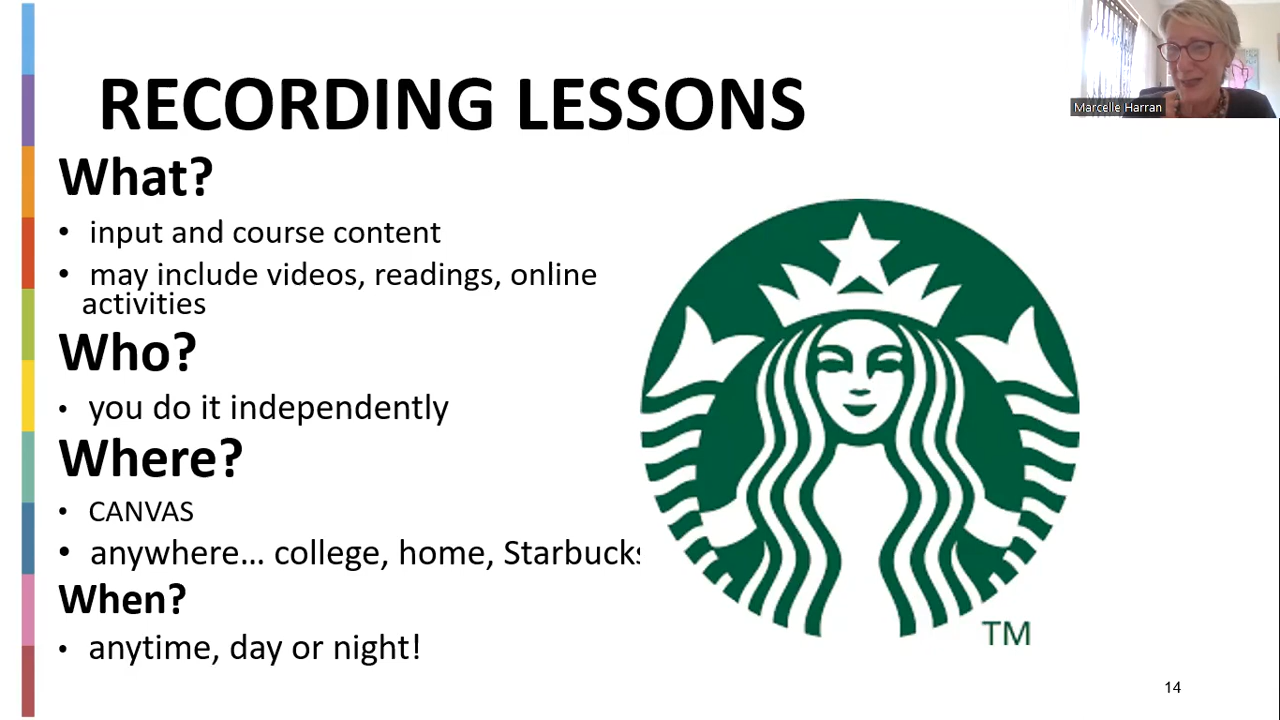 RECORDING LESSONS
Marcelle Harran
What?
• input and course content
• may include videos, readings, online
activities
Who?
• you do it independently
Where?
• CANVAS
• anywhere... college, home, Starbucks
When?
• anytime, day or night!
TM
14